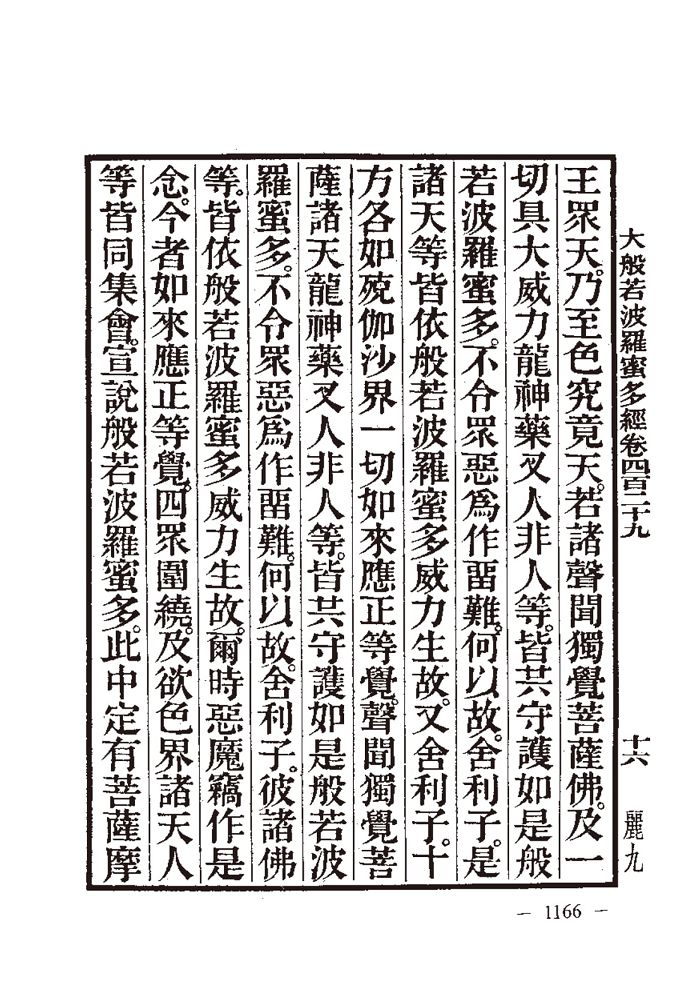 大般若波羅蜜多經卷四百二十九 十六 麗九
王眾天。乃至色究竟天。若諸聲聞獨覺菩薩佛。及一
切具大威力龍神藥叉人非人等。皆共守護如是般
若波羅蜜多。不令眾惡為作留難。何以故。舍利子。是
諸天等皆依般若波羅蜜多威力生故。又舍利子。十
方各如殑伽沙界一切如來應正等覺。聲聞獨覺菩
薩諸天龍神藥叉人非人等。皆共守護如是般若波
羅蜜多。不令眾惡為作留難。何以故。舍利子。彼諸佛
等。皆依般若波羅蜜多威力生故。爾時惡魔竊作是
念。今者如來應正等覺。四眾圍繞。及欲色界諸天人
等皆同集會。宣說般若波羅蜜多。此中定有菩薩摩
— 1166 —